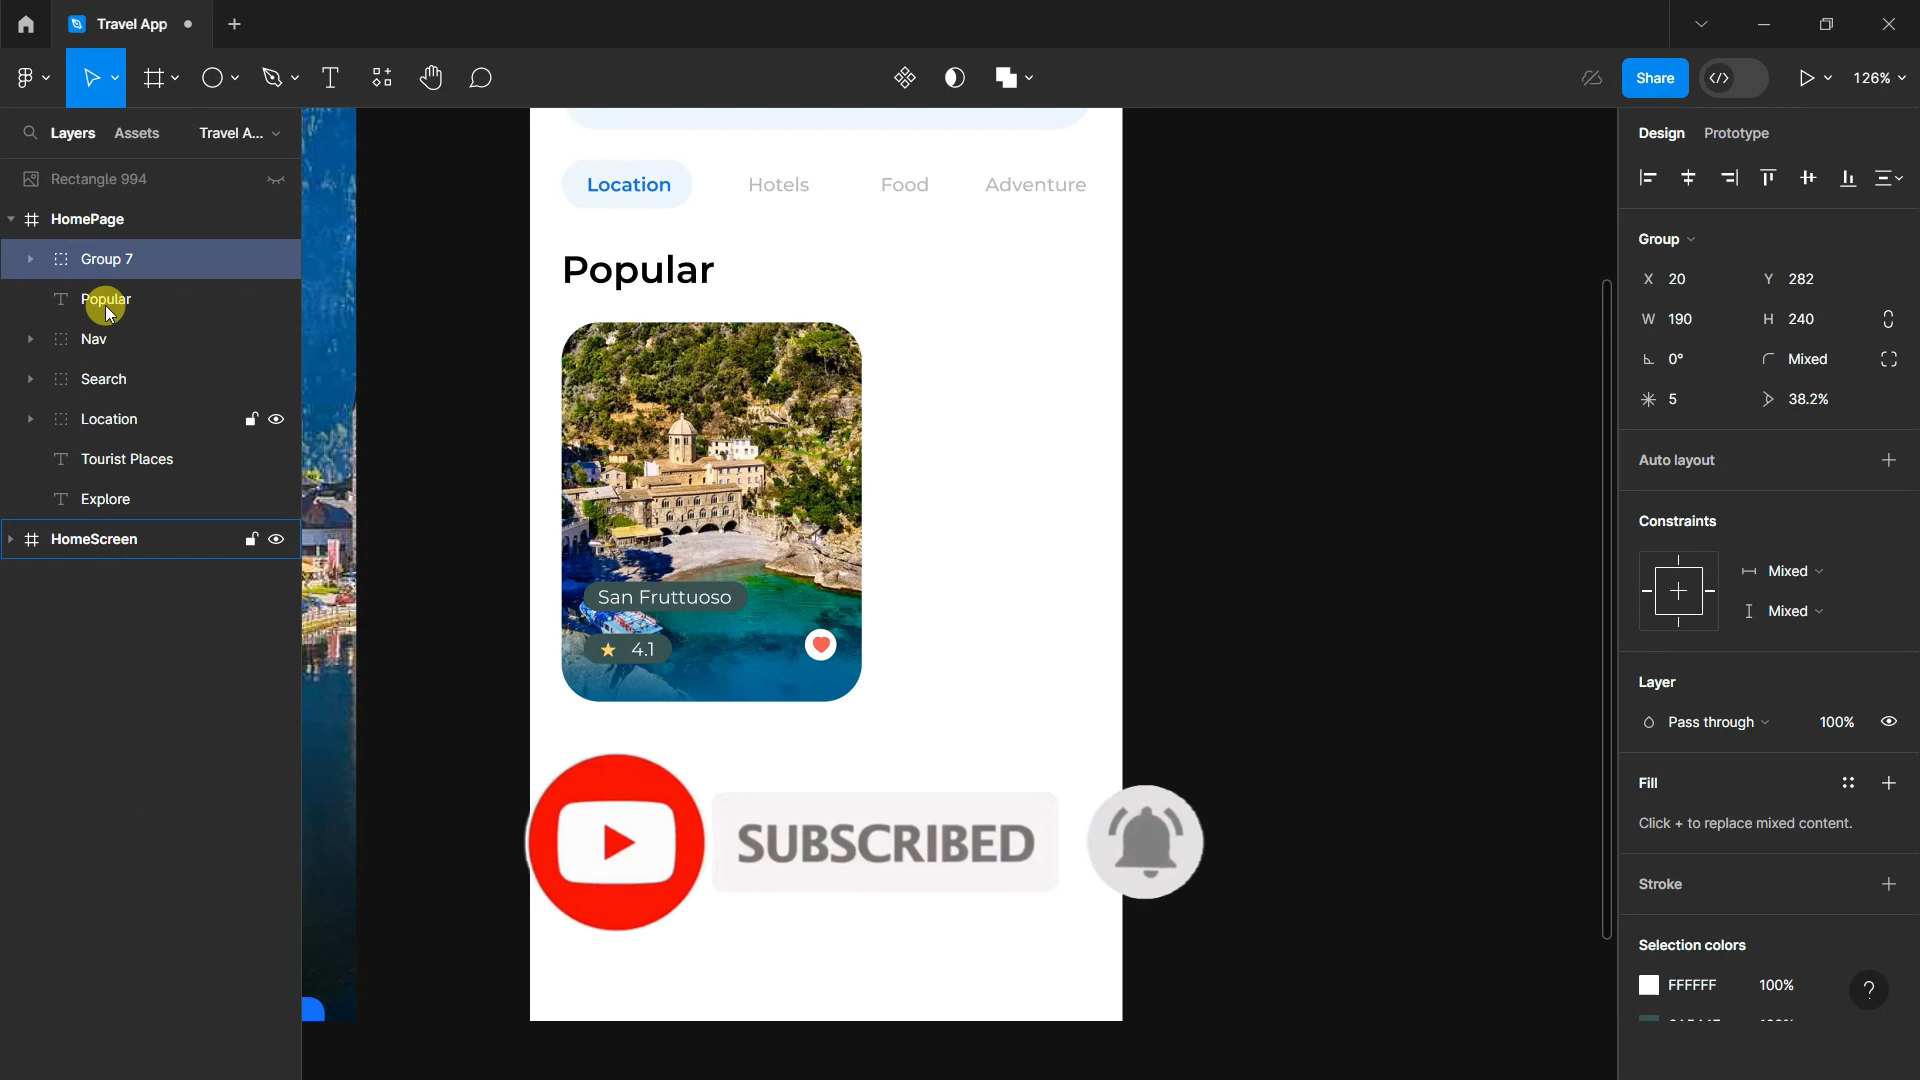 Travel App
Share
126%
Layers
Assets
Travel A...
Rectangle 994
HomePage
Group 7
Popular
Nav
Search
Location
Tourist Places
Explore
HomeScreen
Location
Hotels
Food
Adventure
Popular
San Fruttuoso
4.1
SUBSCRIBED
Design
Prototype
Group
X 20
Y 282
W 190
H 240
0°
Mixed
5
38.2%
Auto layout
Constraints
Mixed
Mixed
Layer
Pass through
100%
Fill
Click + to replace mixed content.
Stroke
Selection colors
FFFFFF
100%
?